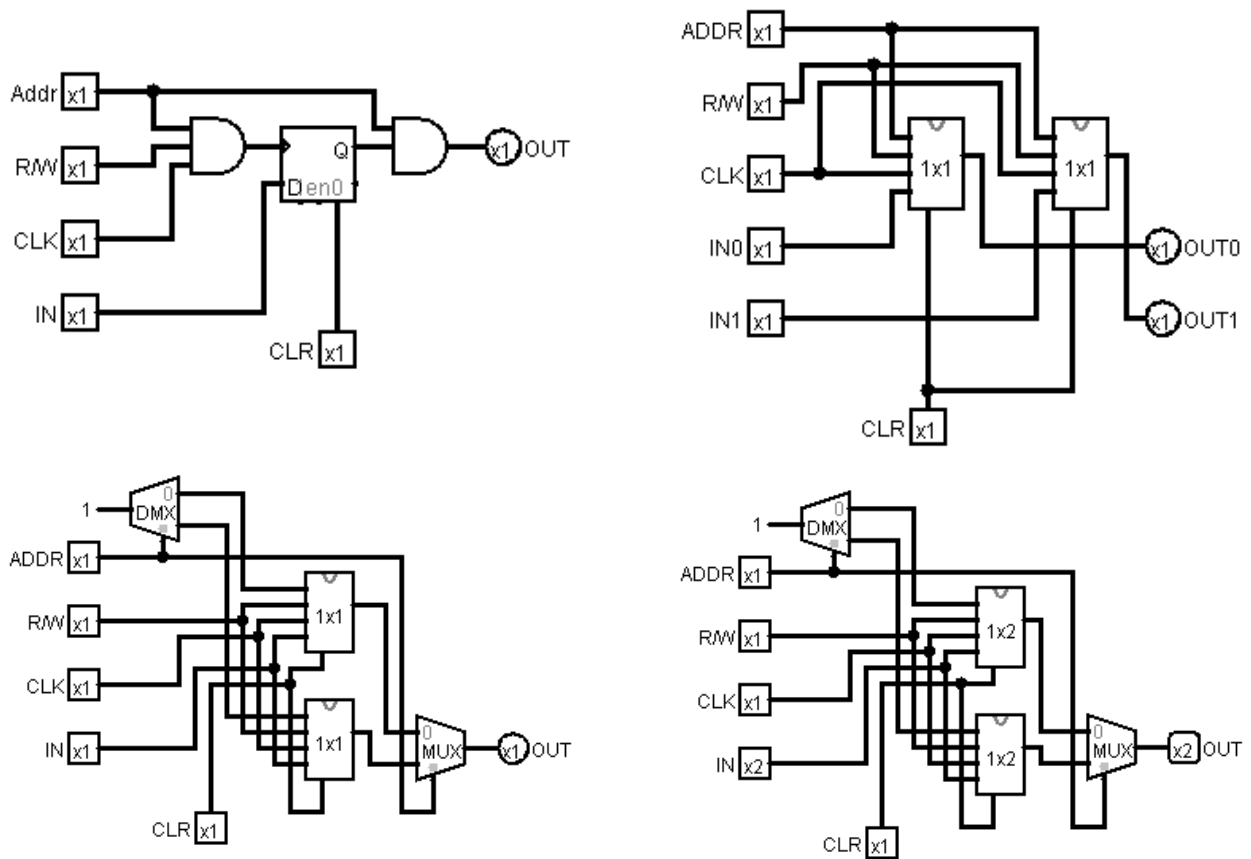 Addr x1
R/W x1
CLK x1
IN x1
Q
D en0
CLR x1
x1 OUT
ADDR x1
R/W x1
CLK x1
IN0 x1
IN1 x1
1x1
1x1
x1 OUT0
x1 OUT1
CLR x1
1
DMX
0
ADDR x1
R/W x1
CLK x1
IN x1
CLR x1
1x1
1x1
0
MUX
x1 OUT
1
DMX
0
ADDR x1
R/W x1
CLK x1
IN x2
CLR x1
1x2
1x2
0
MUX
x2 OUT